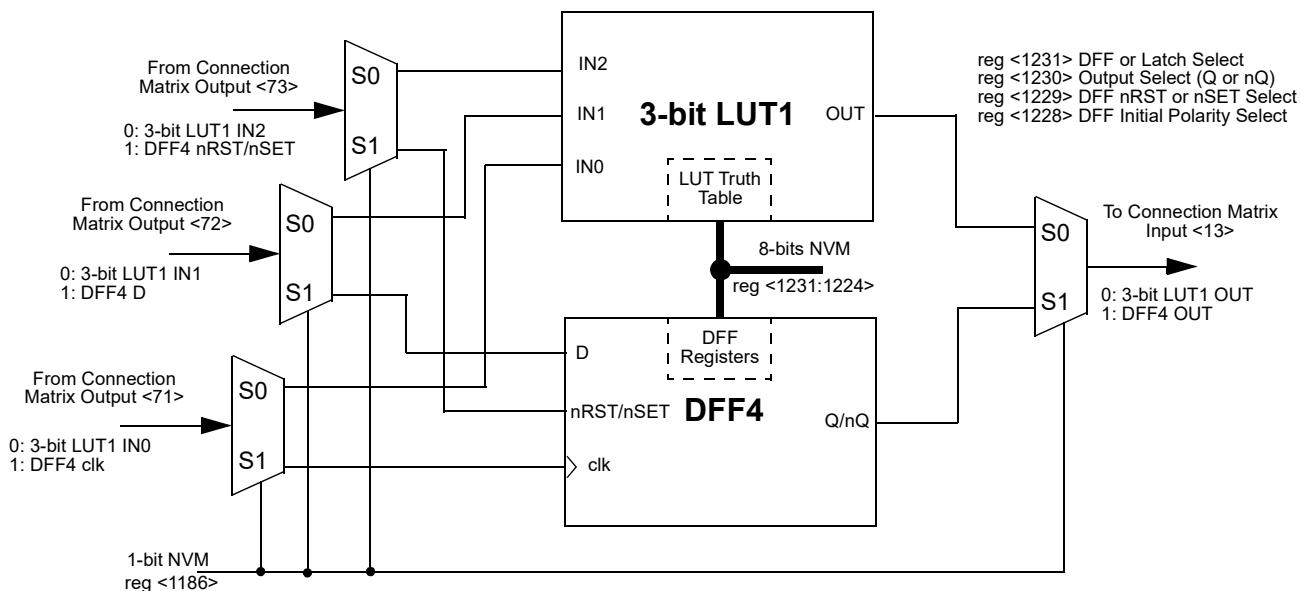 From Connection
Matrix Output <73>
0: 3-bit LUT1 IN2
1: DFF4 nRST/nSET
S0
S1
From Connection
Matrix Output <72>
0: 3-bit LUT1 IN1
1: DFF4 D
S0
S1
From Connection
Matrix Output <71>
0: 3-bit LUT1 IN0
1: DFF4 clk
S0
S1
IN2
IN1
IN0
3-bit LUT1
OUT
LUT Truth
Table
8-bits NVM
reg <1231:1224>
DFF
Registers
D
nRST/nSET
clk
DFF4
Q/nQ
reg <1231> DFF or Latch Select
reg <1230> Output Select (Q or nQ)
reg <1229> DFF nRST or nSET Select
reg <1228> DFF Initial Polarity Select
S0
S1
To Connection Matrix
Input <13>
0: 3-bit LUT1 OUT
1: DFF4 OUT
1-bit NVM
reg <1186>